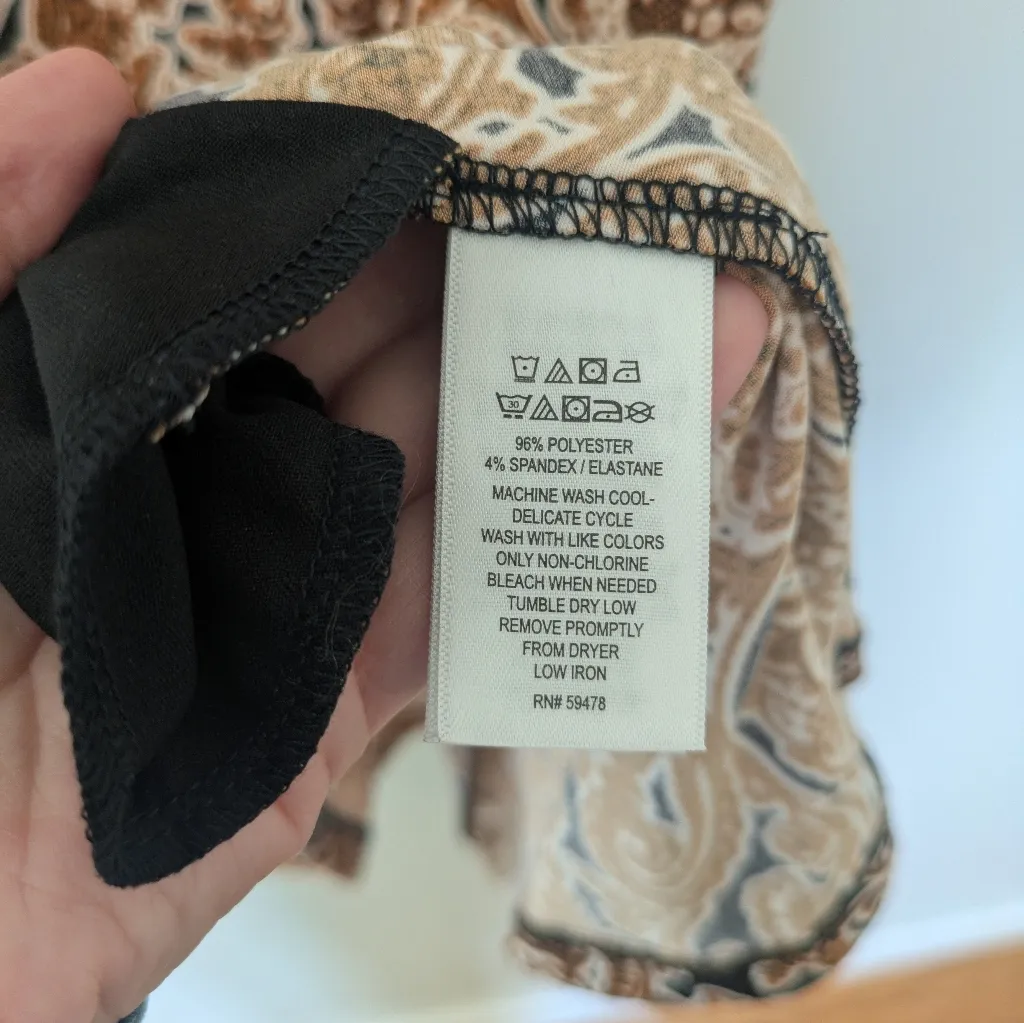 30
96% POLYESTER
4% SPANDEX / ELASTANE
MACHINE WASH COOL-
DELICATE CYCLE
WASH WITH LIKE COLORS
ONLY NON-CHLORINE
BLEACH WHEN NEEDED
TUMBLE DRY LOW
REMOVE PROMPTLY
FROM DRYER
LOW IRON
RN# 59478